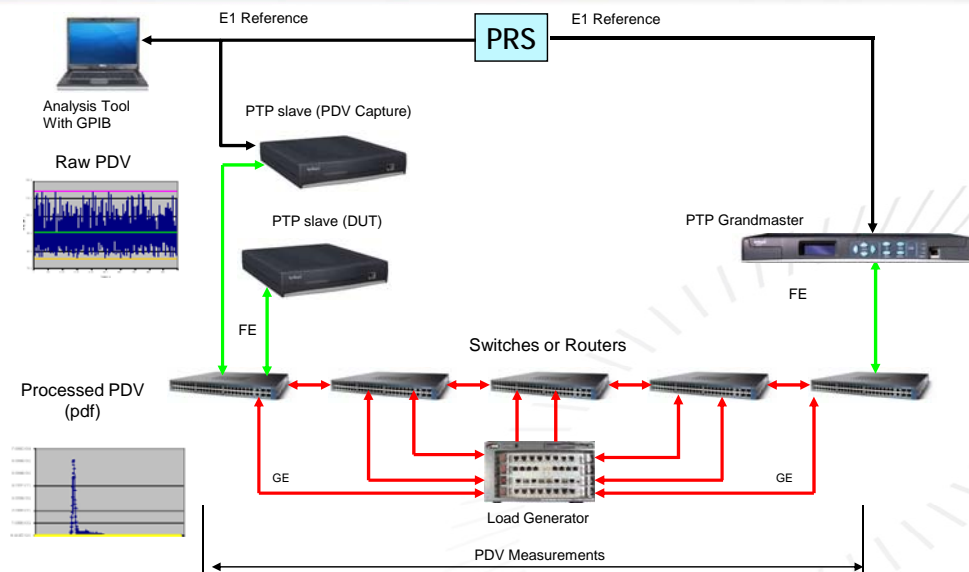 E1 Reference
PRS
E1 Reference
Analysis Tool
With GPIB
PTP slave (PDV Capture)
Raw PDV
PTP slave (DUT)
PTP Grandmaster
FE
FE
Switches or Routers
Processed PDV
(pdf)
GE
GE
Load Generator
PDV Measurements